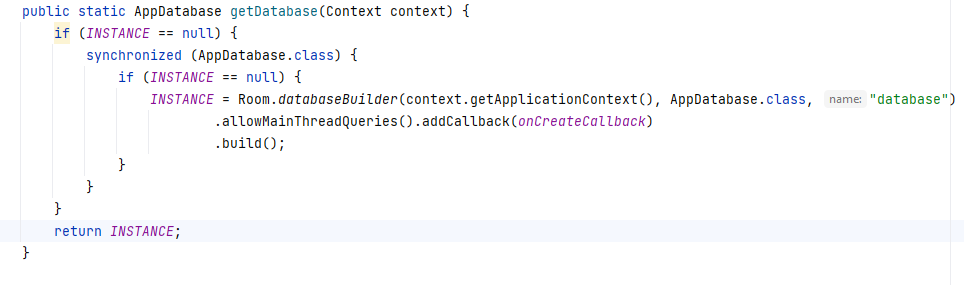 public static AppDatabase getDatabase(Context context) {
    if (INSTANCE == null) {
        synchronized (AppDatabase.class) {
            if (INSTANCE == null) {
                INSTANCE = Room.databaseBuilder(context.getApplicationContext(), AppDatabase.class, name: "database")
                        .allowMainThreadQueries().addCallback(onCreateCallback)
                        .build();
            }
        }
    }
    return INSTANCE;
}